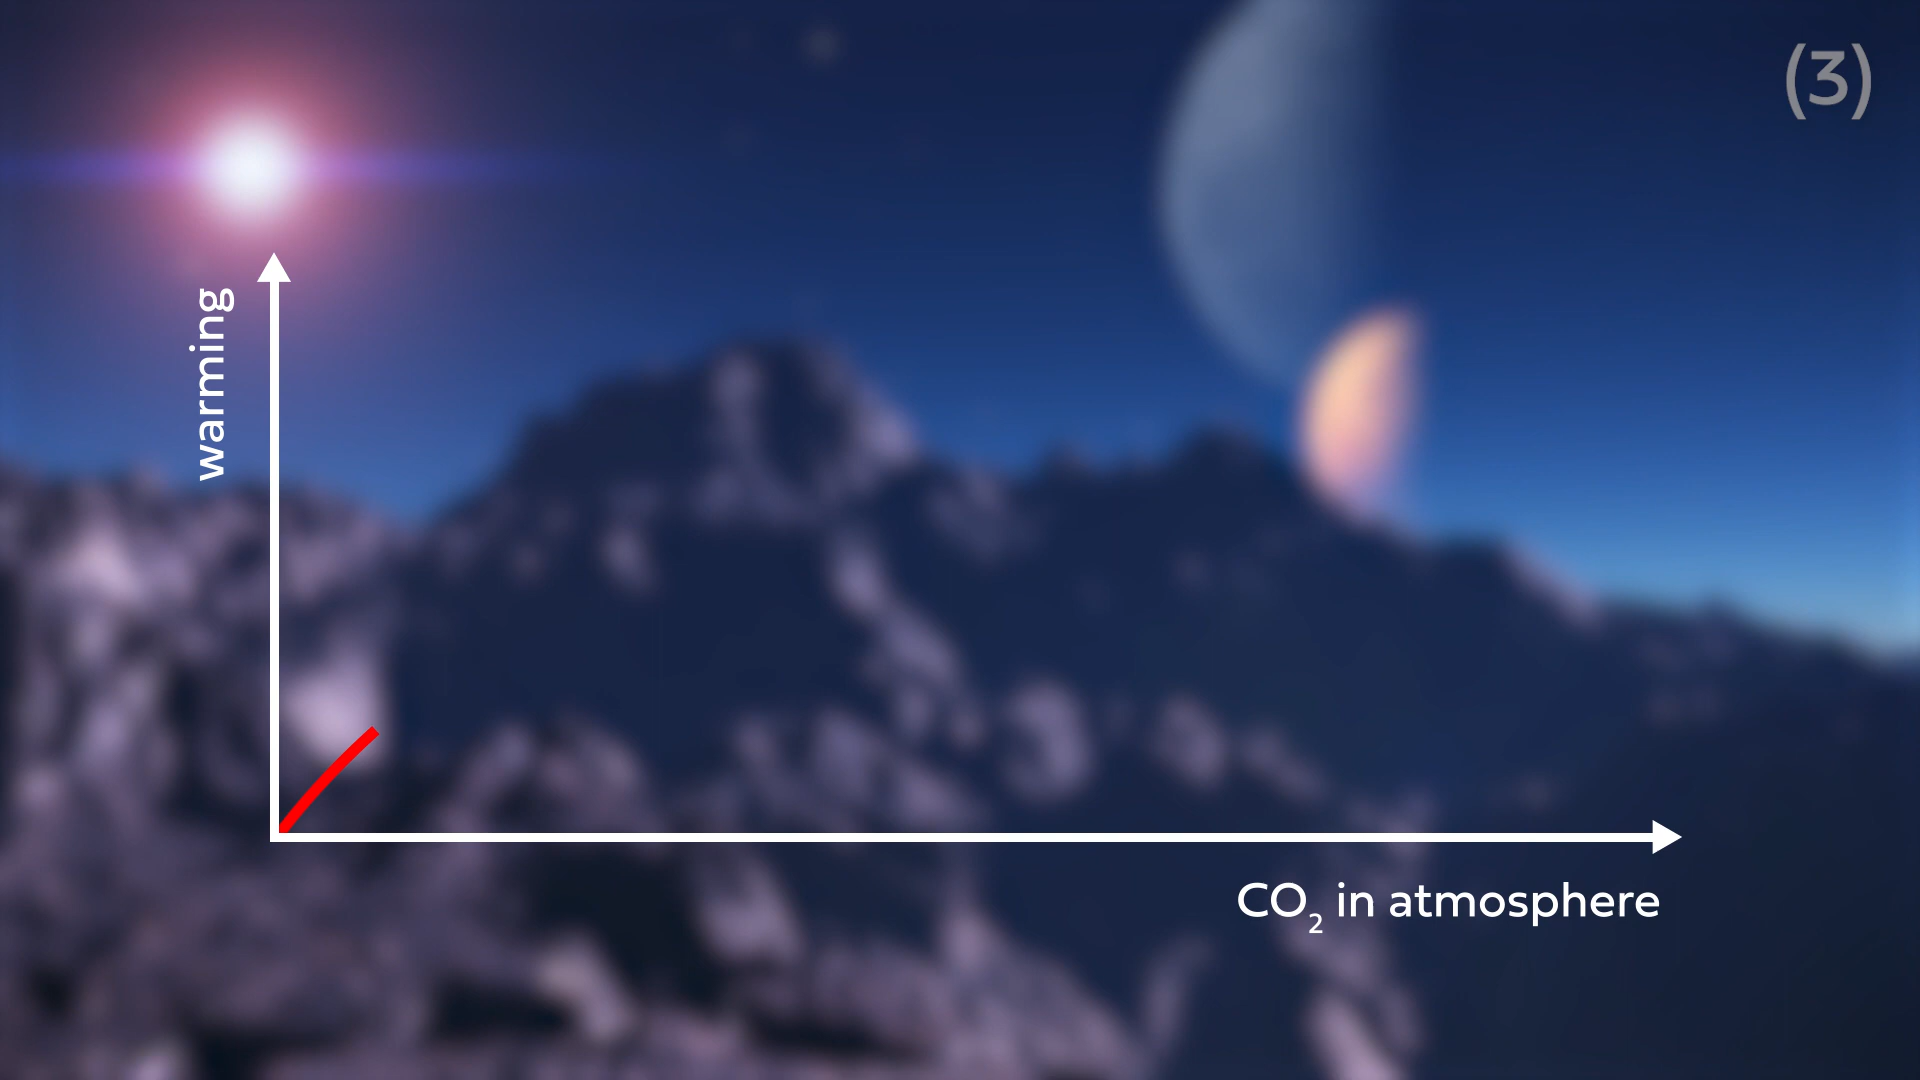 (3)
warming
CO₂ in atmosphere